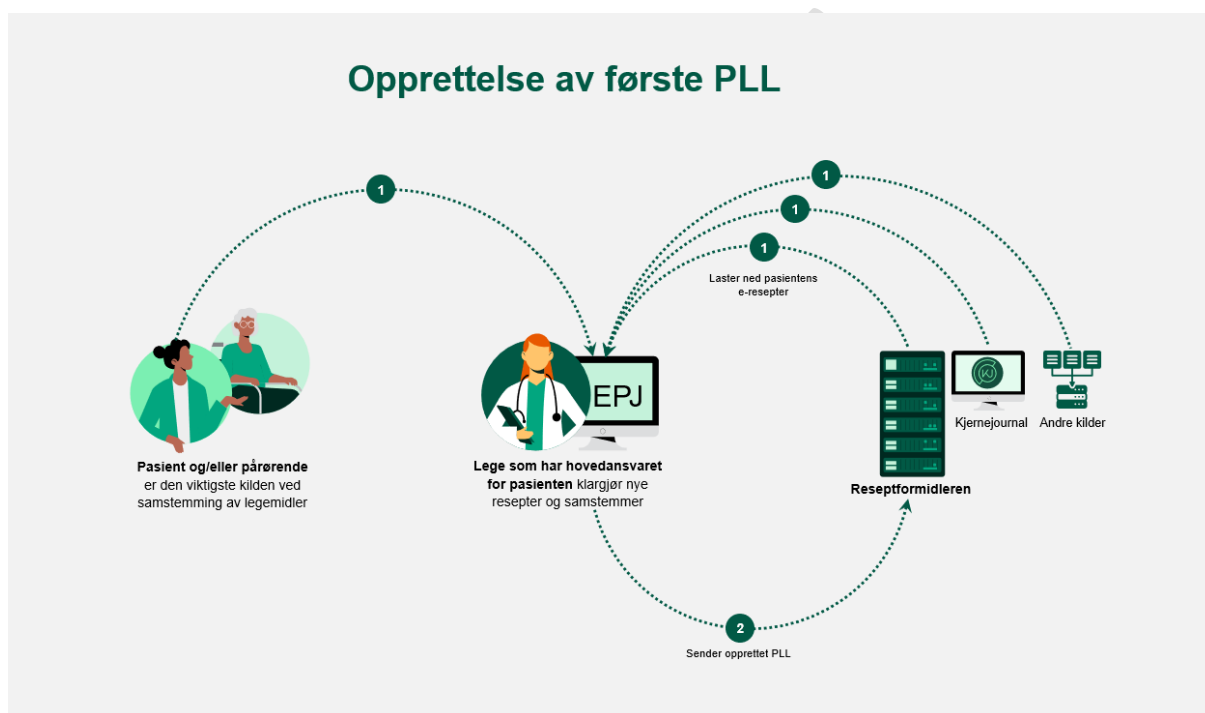 Opprettelse av første PLL
1
1
1
1
Laster ned pasientens
e-resepter
EPJ
Kjernejournal
Andre kilder
Pasient og/eller pårørende
er den viktigste kilden ved
samstemming av legemidler
Lege som har hovedansvaret
for pasienten klargjør nye
resepter og samstemmer
Reseptformidleren
2
Sender opprettet PLL